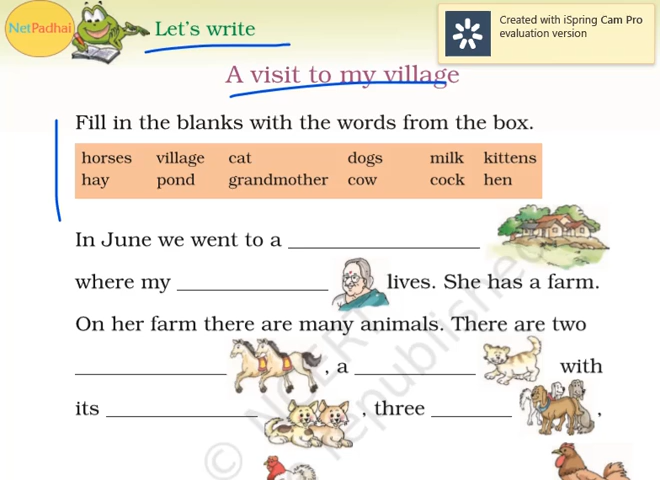 NetPadhai
Let's write
Created with iSpring Cam Pro
evaluation version
A visit to my village
Fill in the blanks with the words from the box.
horses village cat dogs milk kittens
hay pond grandmother cow cock hen
In June we went to a
where my lives. She has a farm.
On her farm there are many animals. There are two
, a with
its , three ,
© NCERT
republished